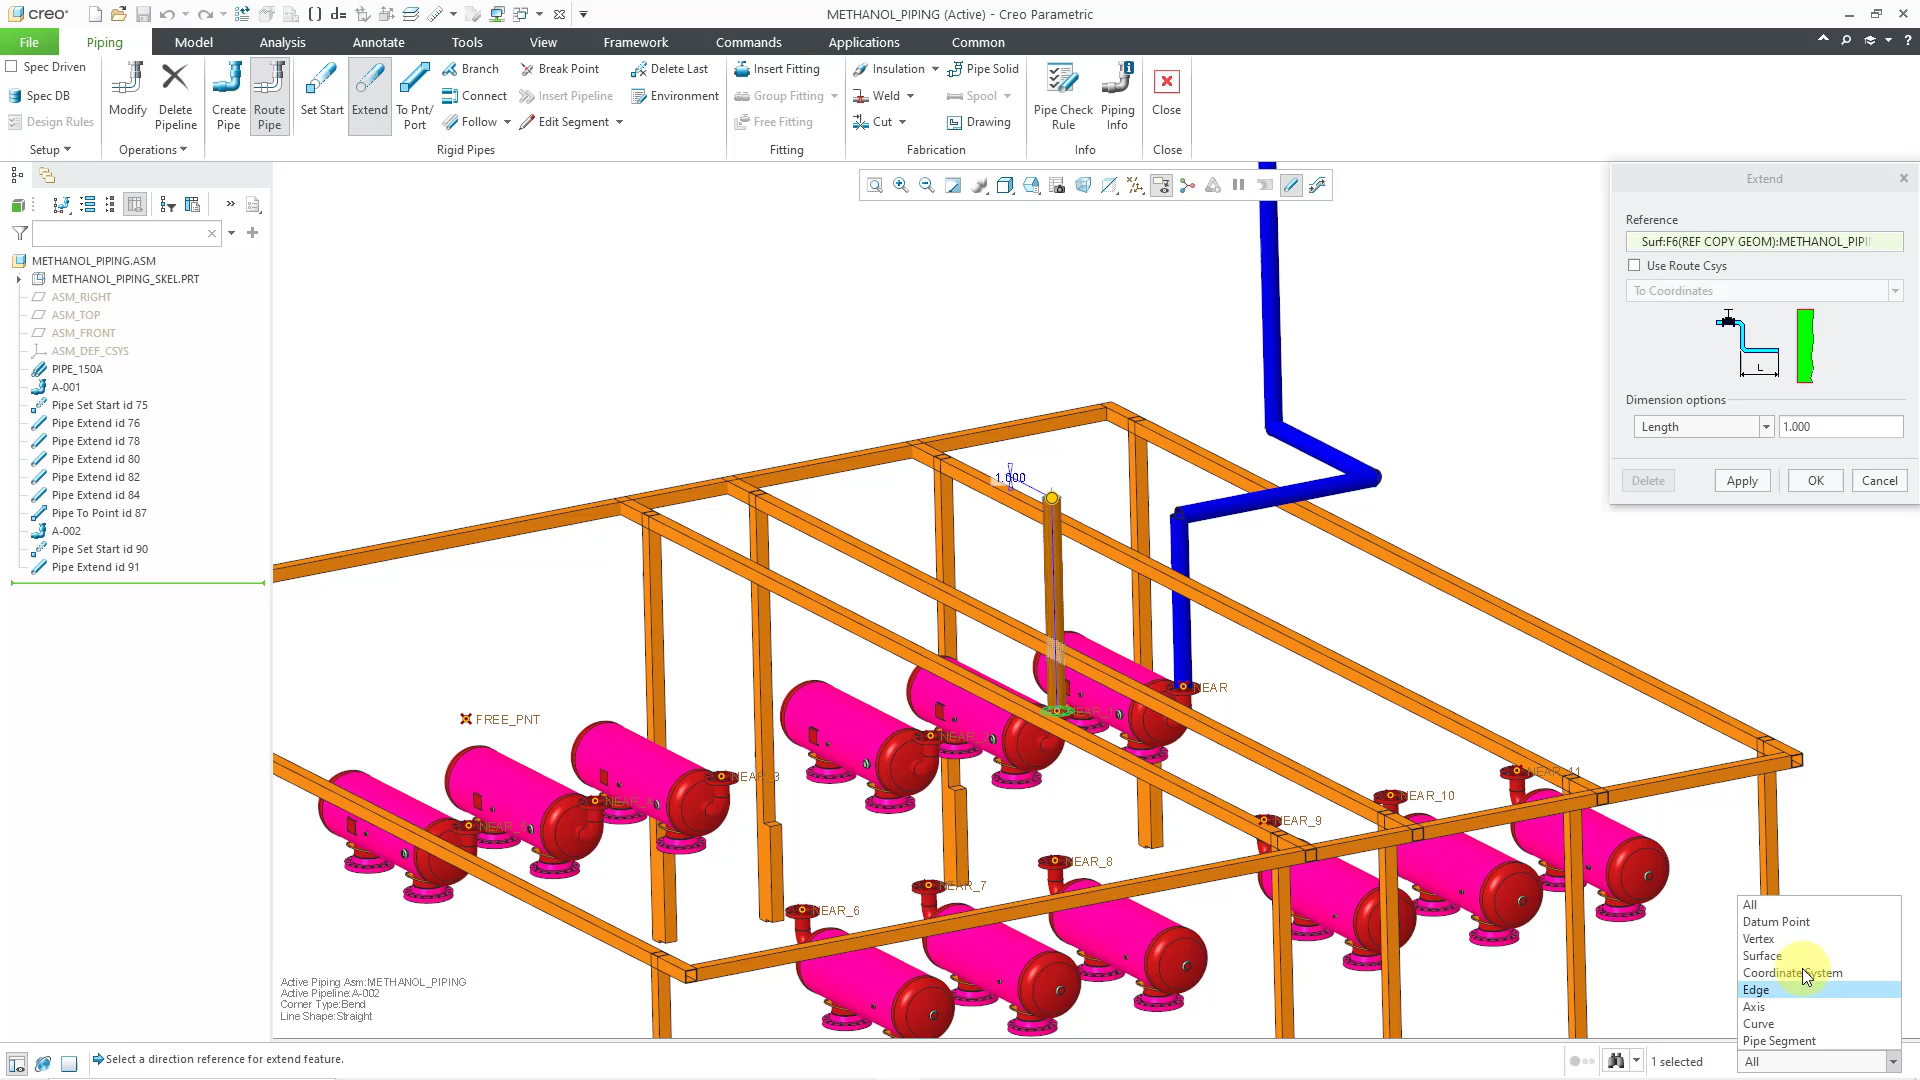 creo
METHANOL_PIPING (Active) - Creo Parametric
File
Piping
Model
Analysis
Annotate
Tools
View
Framework
Commands
Applications
Common
Spec Driven
Spec DB
Design Rules
Setup
Modify
Delete Pipeline
Operations
Create Pipe
Route Pipe
Set Start
Extend
To Pnt/ Port
Branch
Connect
Follow
Break Point
Insert Pipeline
Edit Segment
Delete Last
Environment
Rigid Pipes
Insert Fitting
Group Fitting
Free Fitting
Fitting
Insulation
Weld
Cut
Pipe Solid
Spool
Drawing
Fabrication
Pipe Check Rule
Piping Info
Info
Close
Close
METHANOL_PIPING.ASM
METHANOL_PIPING_SKEL.PRT
ASM_RIGHT
ASM_TOP
ASM_FRONT
ASM_DEF_CSYS
PIPE_150A
A-001
Pipe Set Start id 75
Pipe Extend id 76
Pipe Extend id 78
Pipe Extend id 80
Pipe Extend id 82
Pipe Extend id 84
Pipe To Point id 87
A-002
Pipe Set Start id 90
Pipe Extend id 91
1.000
NEAR
NEAR_1
NEAR_2
FREE_PNT
NEAR_3
NEAR_4
NEAR_5
NEAR_11
NEAR_10
NEAR_9
NEAR_8
NEAR_7
NEAR_6
Active Piping Asm:METHANOL_PIPING
Active Pipeline:A-002
Corner Type:Bend
Line Shape:Straight
Extend
Reference
Surf:F6(REF COPY GEOM):METHANOL_PIPI
Use Route Csys
To Coordinates
L
Dimension options
Length
1.000
Delete
Apply
OK
Cancel
All
Datum Point
Vertex
Surface
Coordinate System
Edge
Axis
Curve
Pipe Segment
Select a direction reference for extend feature.
1 selected
All